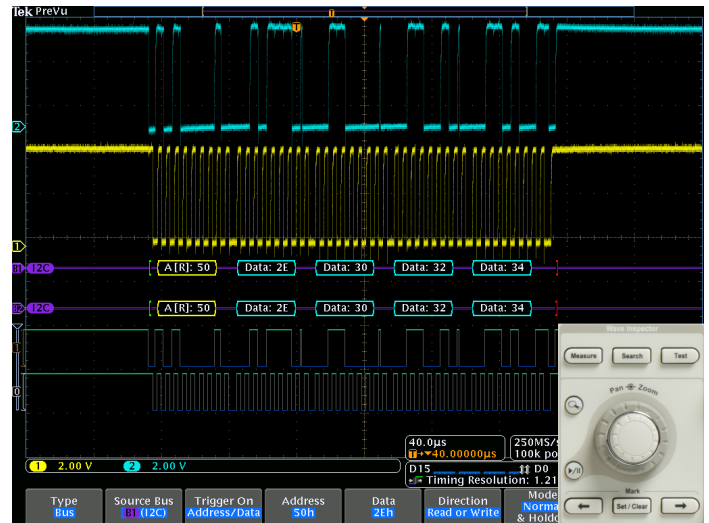 Tek PreVu
T
T
2
1
B1 I2C A [R]: 50 Data: 2E Data: 30 Data: 32 Data: 34
B2 I2C A [R]: 50 Data: 2E Data: 30 Data: 32 Data: 34
1
0
Wave Inspector
Measure Search Test
Pan Zoom
Mark
Set / Clear
40.0µs
T→▼40.00000µs
250MS/s
100k po
1 2.00 V 2 2.00 V
D15 D0
Timing Resolution: 1.21
Type
Bus
Source Bus
B1 (I2C)
Trigger On
Address/Data
Address
50h
Data
2Eh
Direction
Read or Write
Mode
Norma
& Holdo